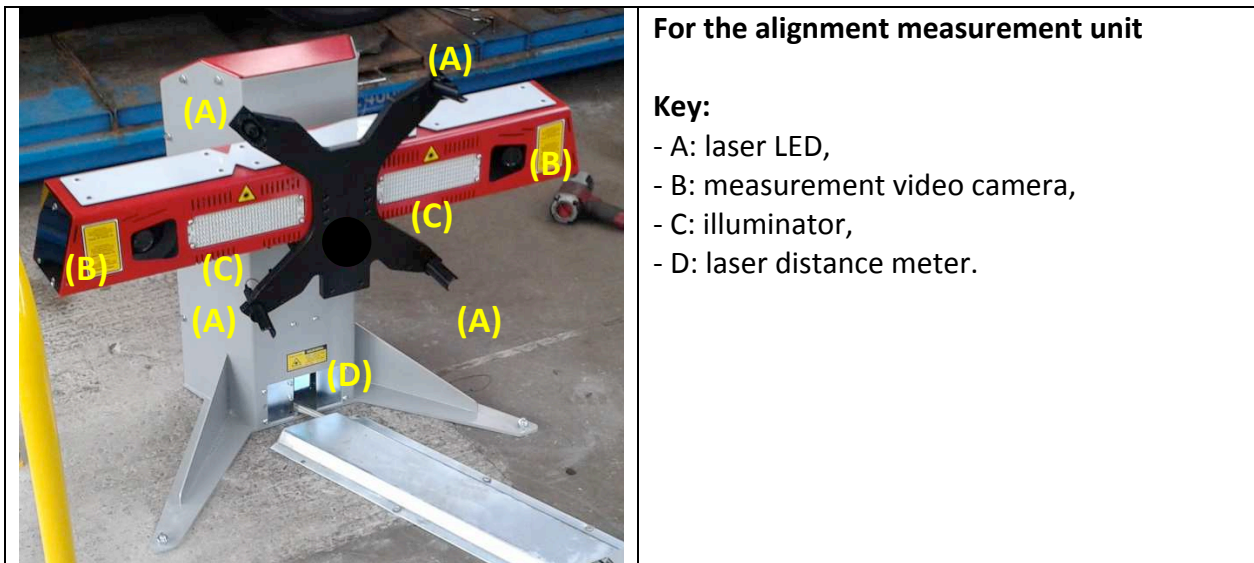 (A)
(A)
(B)
(C)
(B)
(C)
(A)
(A)
(D)
For the alignment measurement unit
Key:
- A: laser LED,
- B: measurement video camera,
- C: illuminator,
- D: laser distance meter.